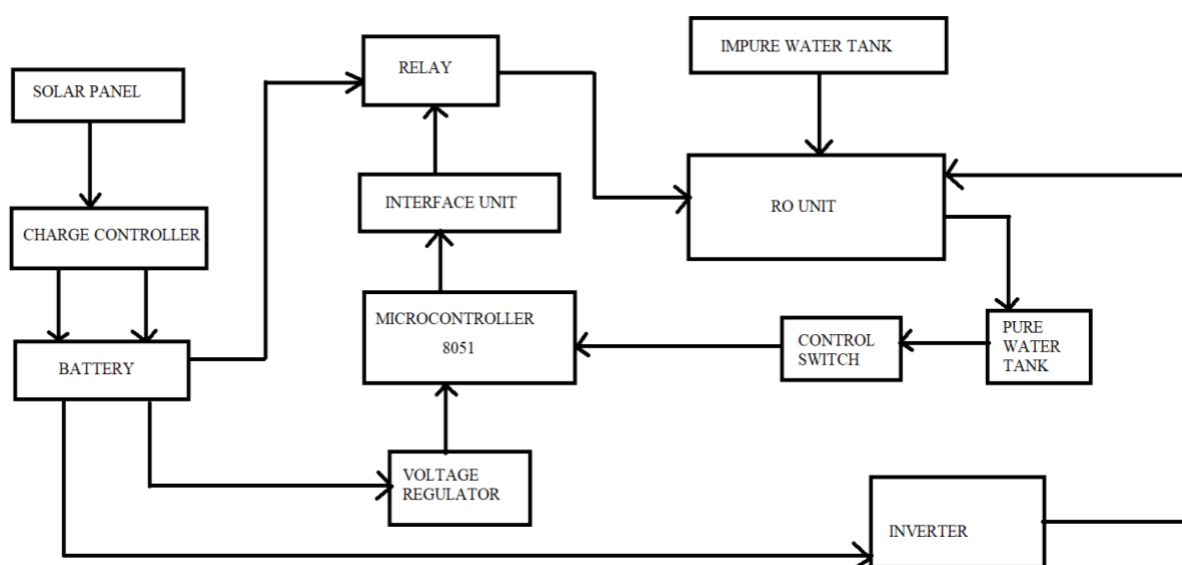 IMPURE WATER TANK
RELAY
SOLAR PANEL
INTERFACE UNIT
RO UNIT
CHARGE CONTROLLER
MICROCONTROLLER
8051
CONTROL
SWITCH
PURE
WATER
TANK
BATTERY
VOLTAGE
REGULATOR
INVERTER